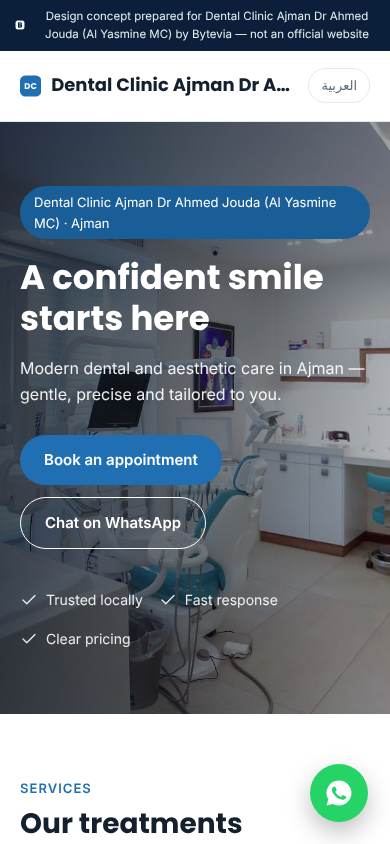 B
Design concept prepared for Dental Clinic Ajman Dr Ahmed
Jouda (Al Yasmine MC) by Bytevia — not an official website
DC
Dental Clinic Ajman Dr A...
العربية
Dental Clinic Ajman Dr Ahmed Jouda (Al Yasmine
MC) · Ajman
A confident smile
starts here
Modern dental and aesthetic care in Ajman —
gentle, precise and tailored to you.
Book an appointment
Chat on WhatsApp
Trusted locally
Fast response
Clear pricing
SERVICES
Our treatments